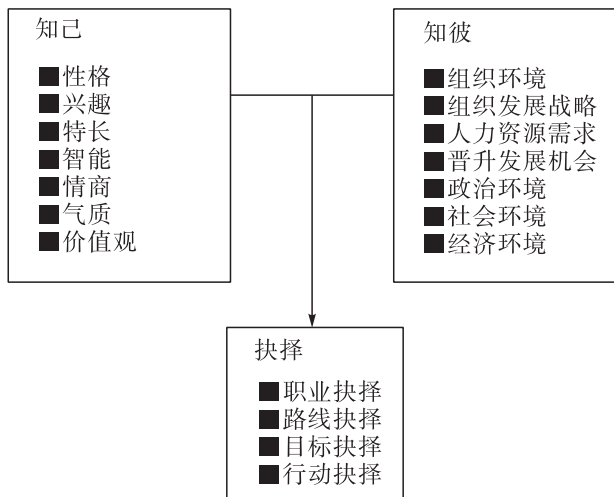 知己
■性格
■兴趣
■特长
■智能
■情商
■气质
■价值观
知彼
■组织环境
■组织发展战略
■人力资源需求
■晋升发展机会
■政治环境
■社会环境
■经济环境
抉择
■职业抉择
■路线抉择
■目标抉择
■行动抉择